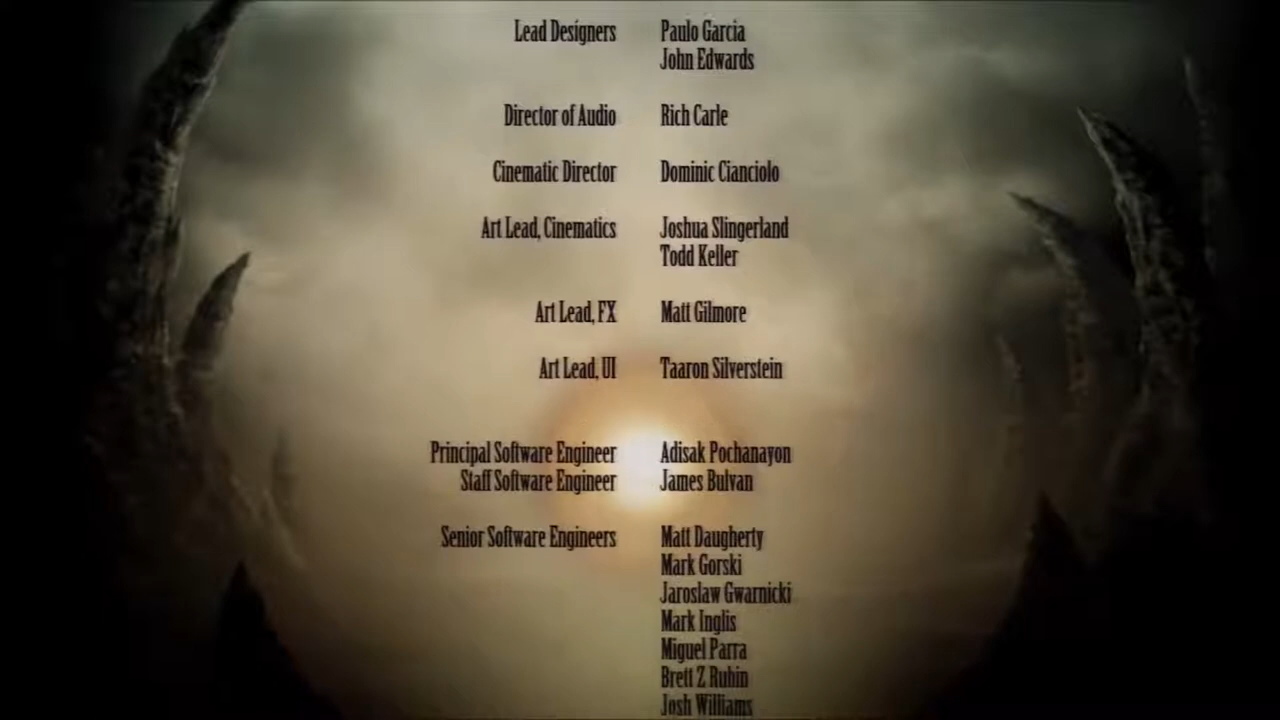 Lead Designers Paulo Garcia
John Edwards
Director of Audio Rich Carle
Cinematic Director Dominic Cianciolo
Art Lead, Cinematics Joshua Slingerland
Todd Keller
Art Lead, FX Matt Gilmore
Art Lead, UI Taaron Silverstein
Principal Software Engineer Adisak Pochanayon
Staff Software Engineer James Bulvan
Senior Software Engineers Matt Daugherty
Mark Gorski
Jaroslaw Gwarnicki
Mark Inglis
Miguel Parra
Brett Z Rubin
Josh Williams